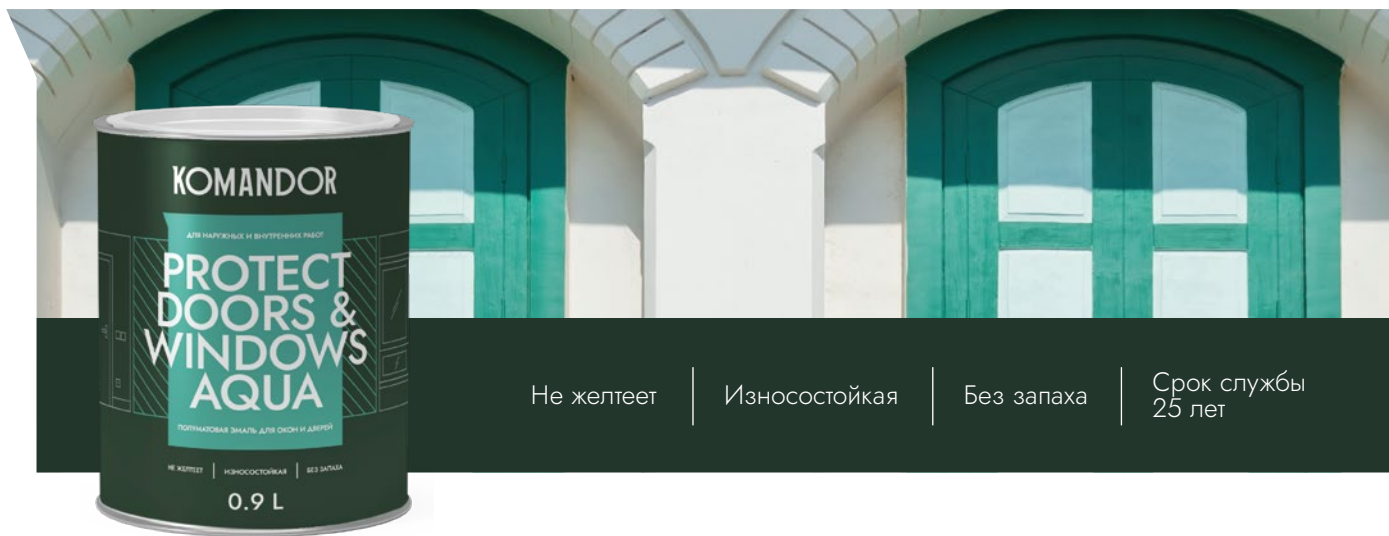 KOMANDOR
ДЛЯ НАРУЖНЫХ И ВНУТРЕННИХ РАБОТ
PROTECT
DOORS &
WINDOWS
AQUA
ПОЛУМАТОВАЯ ЭМАЛЬ ДЛЯ ОКОН И ДВЕРЕЙ
НЕ ЖЕЛТЕЕТ
ИЗНОСОСТОЙКАЯ
БЕЗ ЗАПАХА
0.9 L
Не желтеет
Износостойкая
Без запаха
Срок службы
25 лет